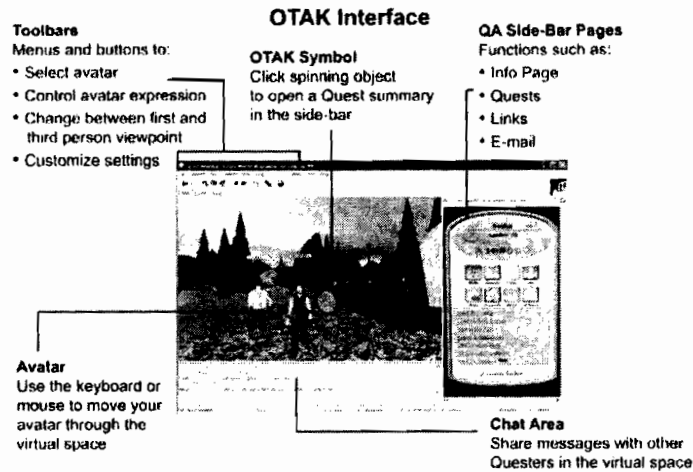 OTAK Interface
Toolbars
Menus and buttons to:
• Select avatar
• Control avatar expression
• Change between first and
third person viewpoint
• Customize settings
OTAK Symbol
Click spinning object
to open a Quest summary
in the side-bar
QA Side-Bar Pages
Functions such as:
• Info Page
• Quests
• Links
• E-mail
Avatar
Use the keyboard or
mouse to move your
avatar through the
virtual space
Chat Area
Share messages with other
Questers in the virtual space